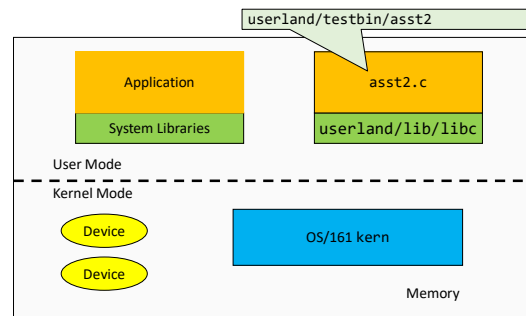 userland/testbin/asst2
Application
asst2.c
System Libraries
userland/lib/libc
User Mode
Kernel Mode
Device
OS/161 kern
Device
Memory